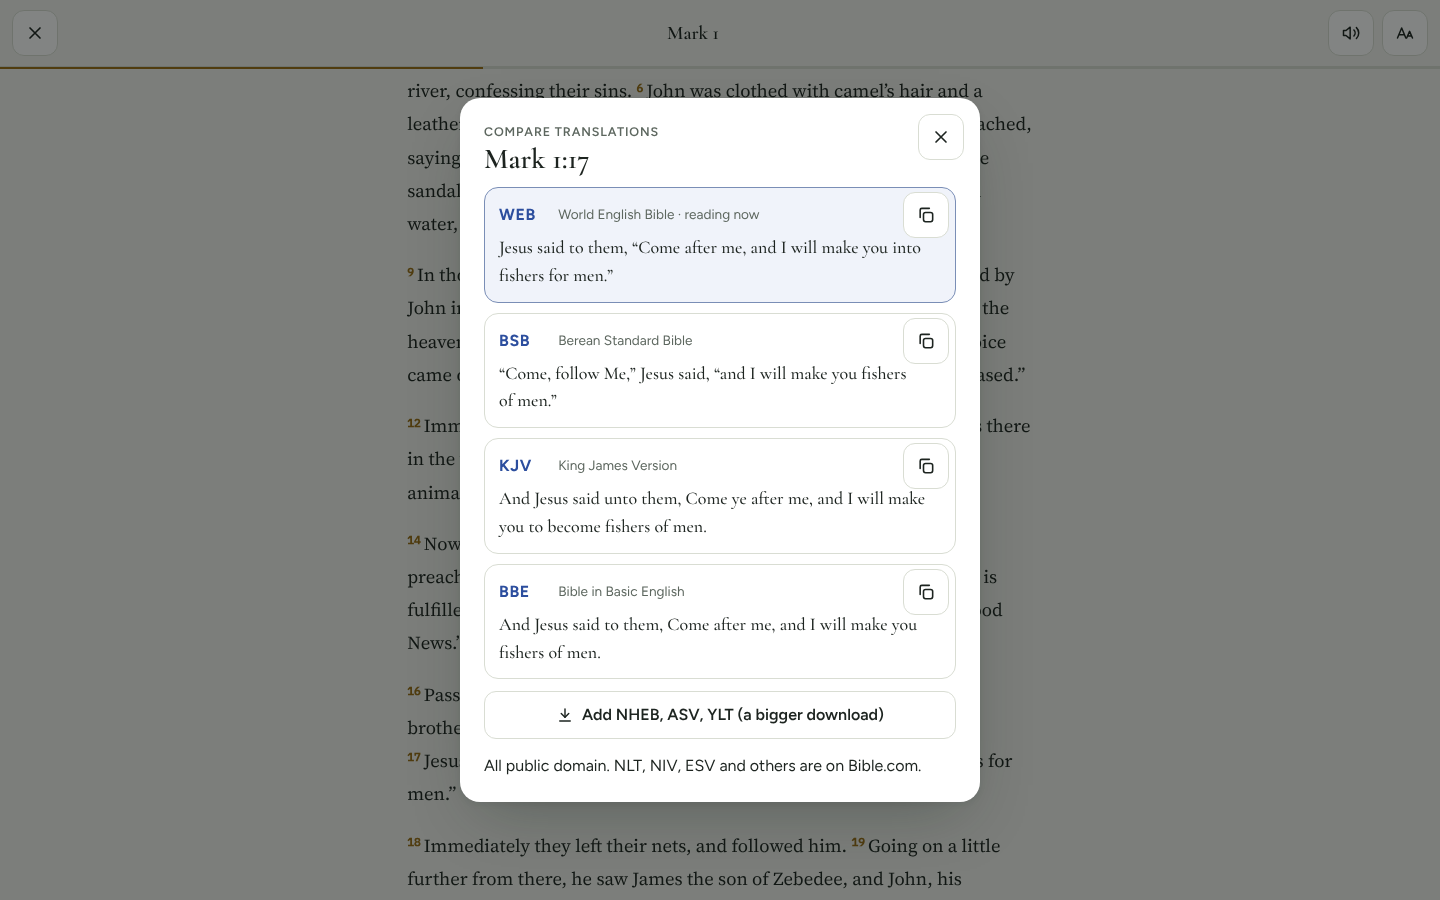 Mark 1
river, confessing their sins. 6 John was clothed with camel’s hair and a
leathe
ached,
COMPARE TRANSLATIONS
Mark 1:17
saying
e
sandal
water,
WEB World English Bible · reading now
Jesus said to them, “Come after me, and I will make you into
fishers for men.”
9 In the
d by
John in
the
heaven
oice
came o
ased.”
BSB Berean Standard Bible
“Come, follow Me,” Jesus said, “and I will make you fishers
of men.”
12 Imm
s there
in the
anima
KJV King James Version
And Jesus said unto them, Come ye after me, and I will make
you to become fishers of men.
14 Now
preach
is
fulfille
ood
News.”
BBE Bible in Basic English
And Jesus said to them, Come after me, and I will make you
fishers of men.
16 Pass
brothe
17 Jesu
s for
men.”
Add NHEB, ASV, YLT (a bigger download)
All public domain. NLT, NIV, ESV and others are on Bible.com.
18 Immediately they left their nets, and followed him. 19 Going on a little
further from there, he saw James the son of Zebedee, and John, his